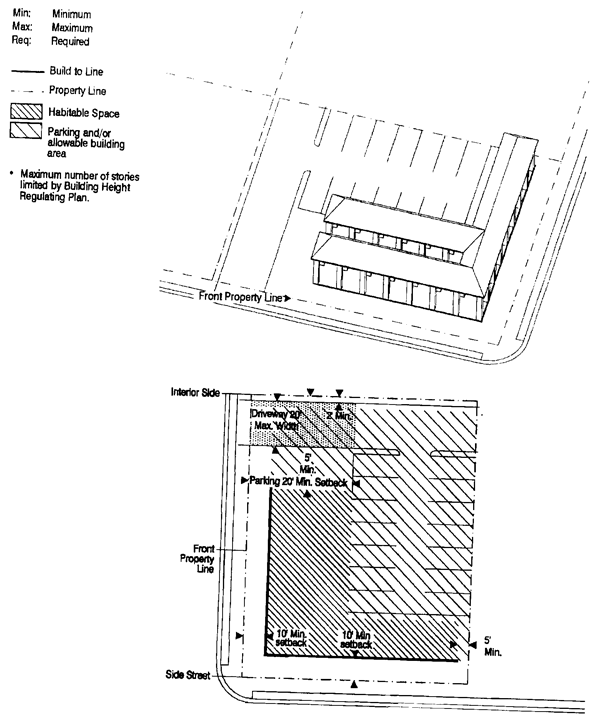 Min: Minimum
Max: Maximum
Req: Required
Build to Line
Property Line
Habitable Space
Parking and/or
allowable building
area
• Maximum number of stories
limited by Building Height
Regulating Plan.
Front Property Line
Interior Side
Driveway 20'
Max. Width
2' Min.
5'
Min.
Parking 20' Min. Setback
Front
Property
Line
10' Min.
setback
10' Min
setback
5'
Min.
Side Street